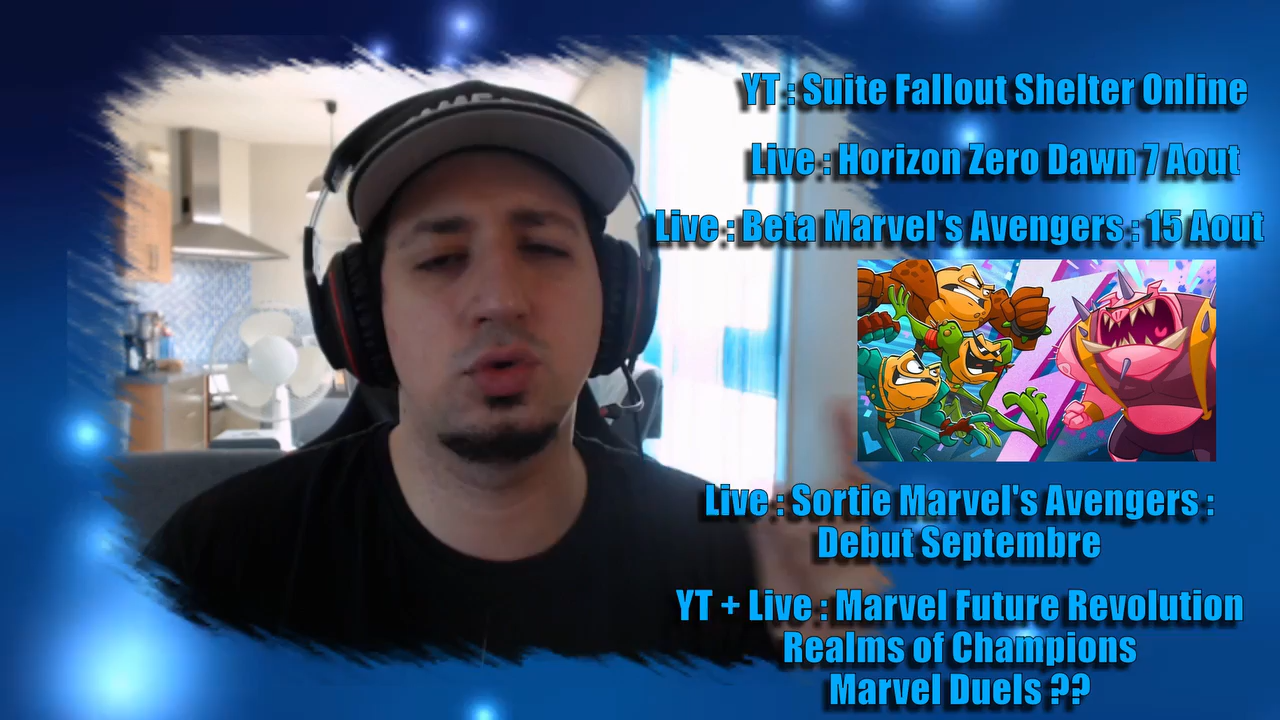 YT : Suite Fallout Shelter Online
Live : Horizon Zero Dawn 7 Aout
Live : Beta Marvel's Avengers : 15 Aout
Live : Sortie Marvel's Avengers :
Debut Septembre
YT + Live : Marvel Future Revolution
Realms of Champions
Marvel Duels ??